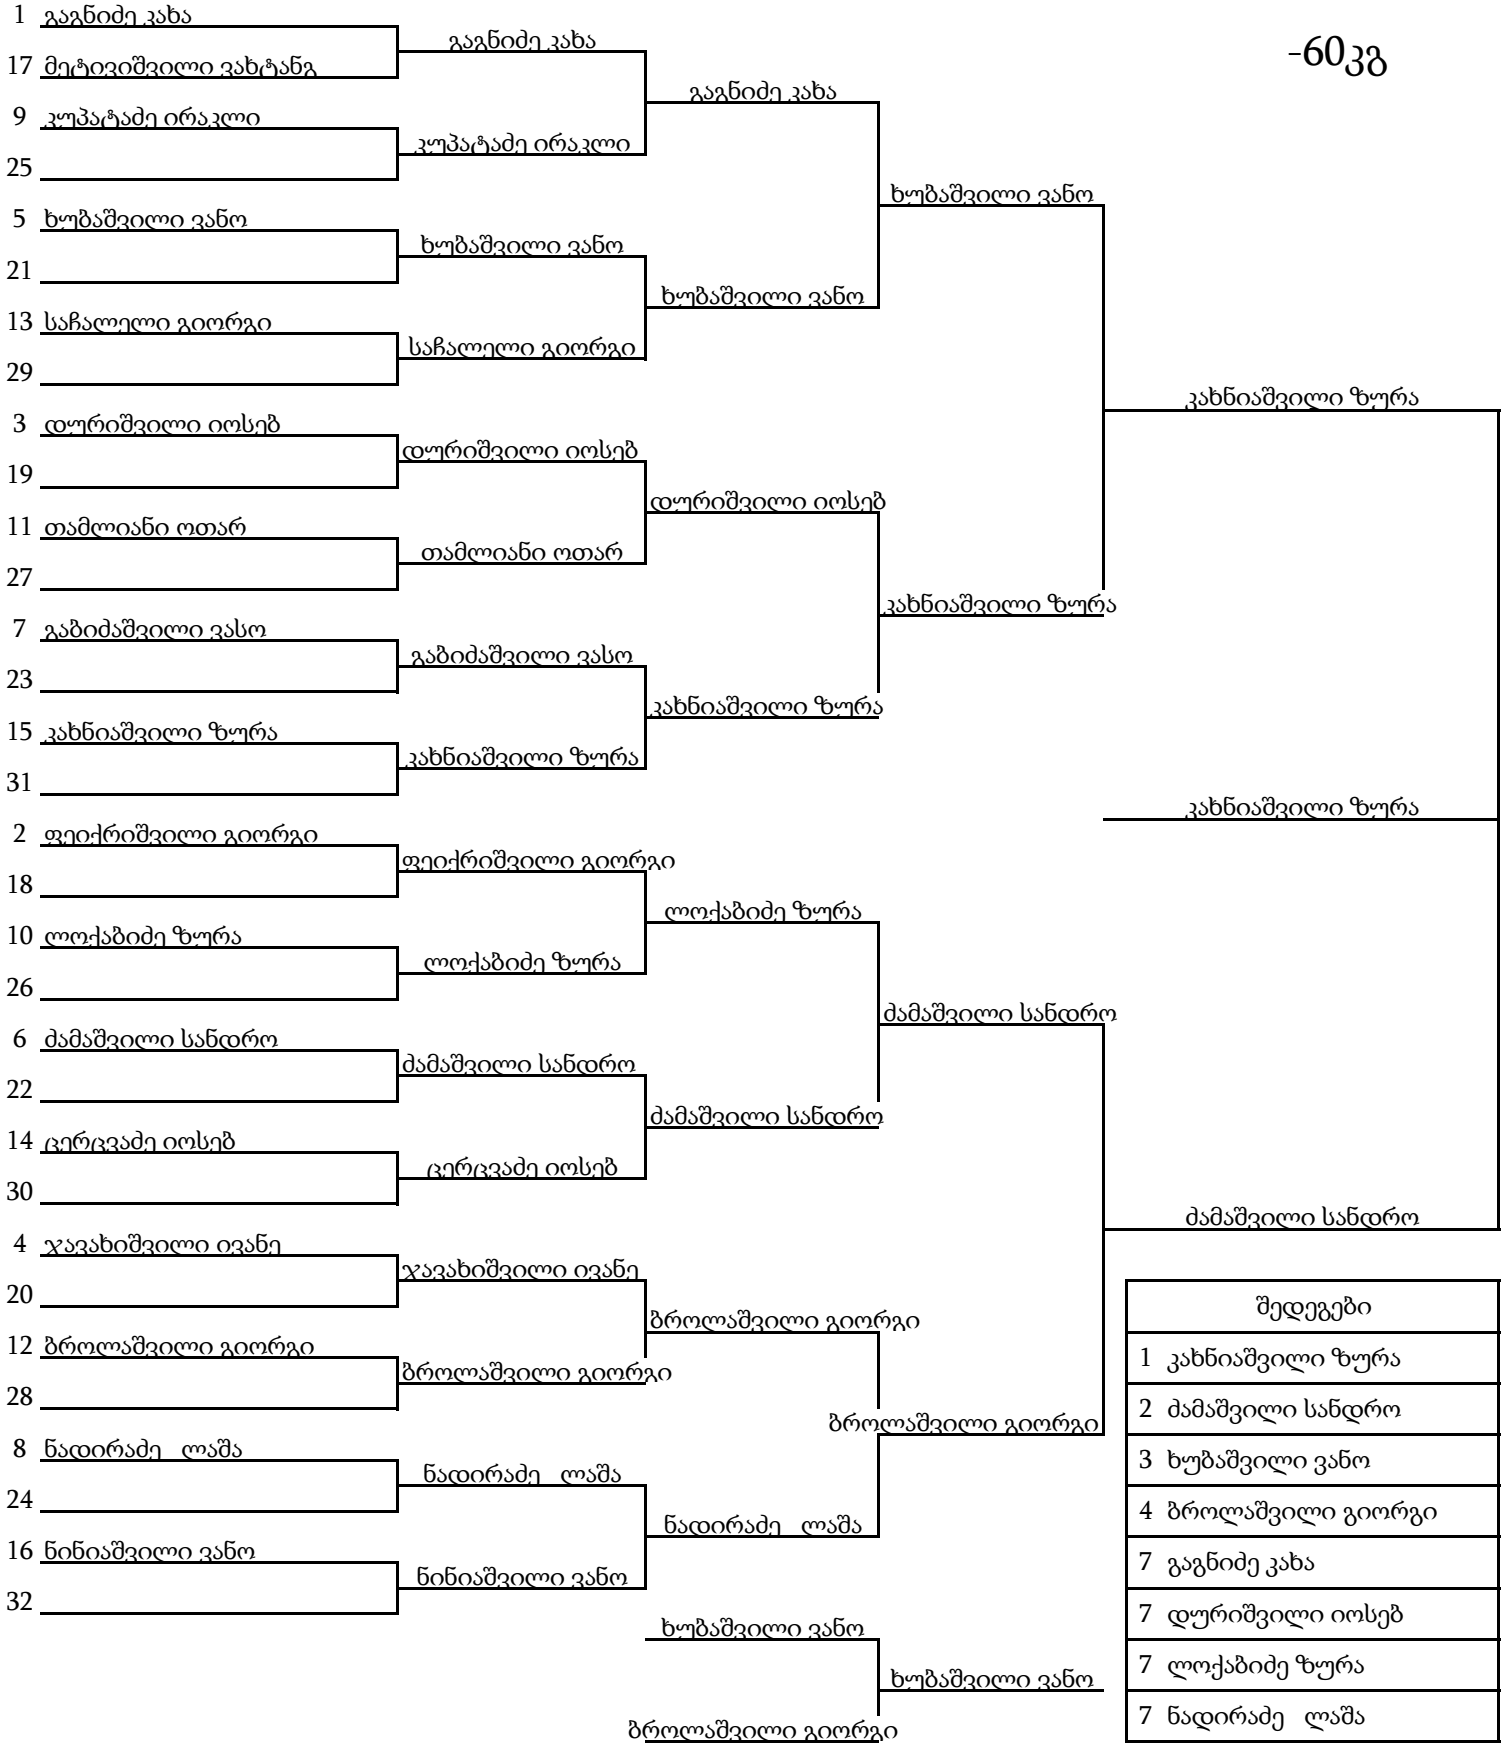 -60კგ
1 გაგნიძე კახა
17 მეტივიშვილი ვახტანგ
9 კუპატაძე ირაკლი
25
5 ხუბაშვილი ვანო
21
13 საჩალელი გიორგი
29
3 დურიშვილი იოსებ
19
11 თამლიანი ოთარ
27
7 გაბიძაშვილი ვასო
23
15 კახნიაშვილი ზურა
31
2 ფეიქრიშვილი გიორგი
18
10 ლოქაბიძე ზურა
26
6 ძამაშვილი სანდრო
22
14 ცერცვაძე იოსებ
30
4 ჯავახიშვილი ივანე
20
12 ბროლაშვილი გიორგი
28
8 ნადირაძე ლაშა
24
16 ნინიაშვილი ვანო
32
გაგნიძე კახა
კუპატაძე ირაკლი
ხუბაშვილი ვანო
საჩალელი გიორგი
დურიშვილი იოსებ
თამლიანი ოთარ
გაბიძაშვილი ვასო
კახნიაშვილი ზურა
ფეიქრიშვილი გიორგი
ლოქაბიძე ზურა
ძამაშვილი სანდრო
ცერცვაძე იოსებ
ჯავახიშვილი ივანე
ბროლაშვილი გიორგი
ნადირაძე ლაშა
ნინიაშვილი ვანო
გაგნიძე კახა
ხუბაშვილი ვანო
დურიშვილი იოსებ
კახნიაშვილი ზურა
ლოქაბიძე ზურა
ძამაშვილი სანდრო
ბროლაშვილი გიორგი
ნადირაძე ლაშა
ხუბაშვილი ვანო
ბროლაშვილი გიორგი
ხუბაშვილი ვანო
კახნიაშვილი ზურა
ძამაშვილი სანდრო
ბროლაშვილი გიორგი
ხუბაშვილი ვანო
კახნიაშვილი ზურა
კახნიაშვილი ზურა
ძამაშვილი სანდრო
შედეგები
1 კახნიაშვილი ზურა
2 ძამაშვილი სანდრო
3 ხუბაშვილი ვანო
4 ბროლაშვილი გიორგი
7 გაგნიძე კახა
7 დურიშვილი იოსებ
7 ლოქაბიძე ზურა
7 ნადირაძე ლაშა